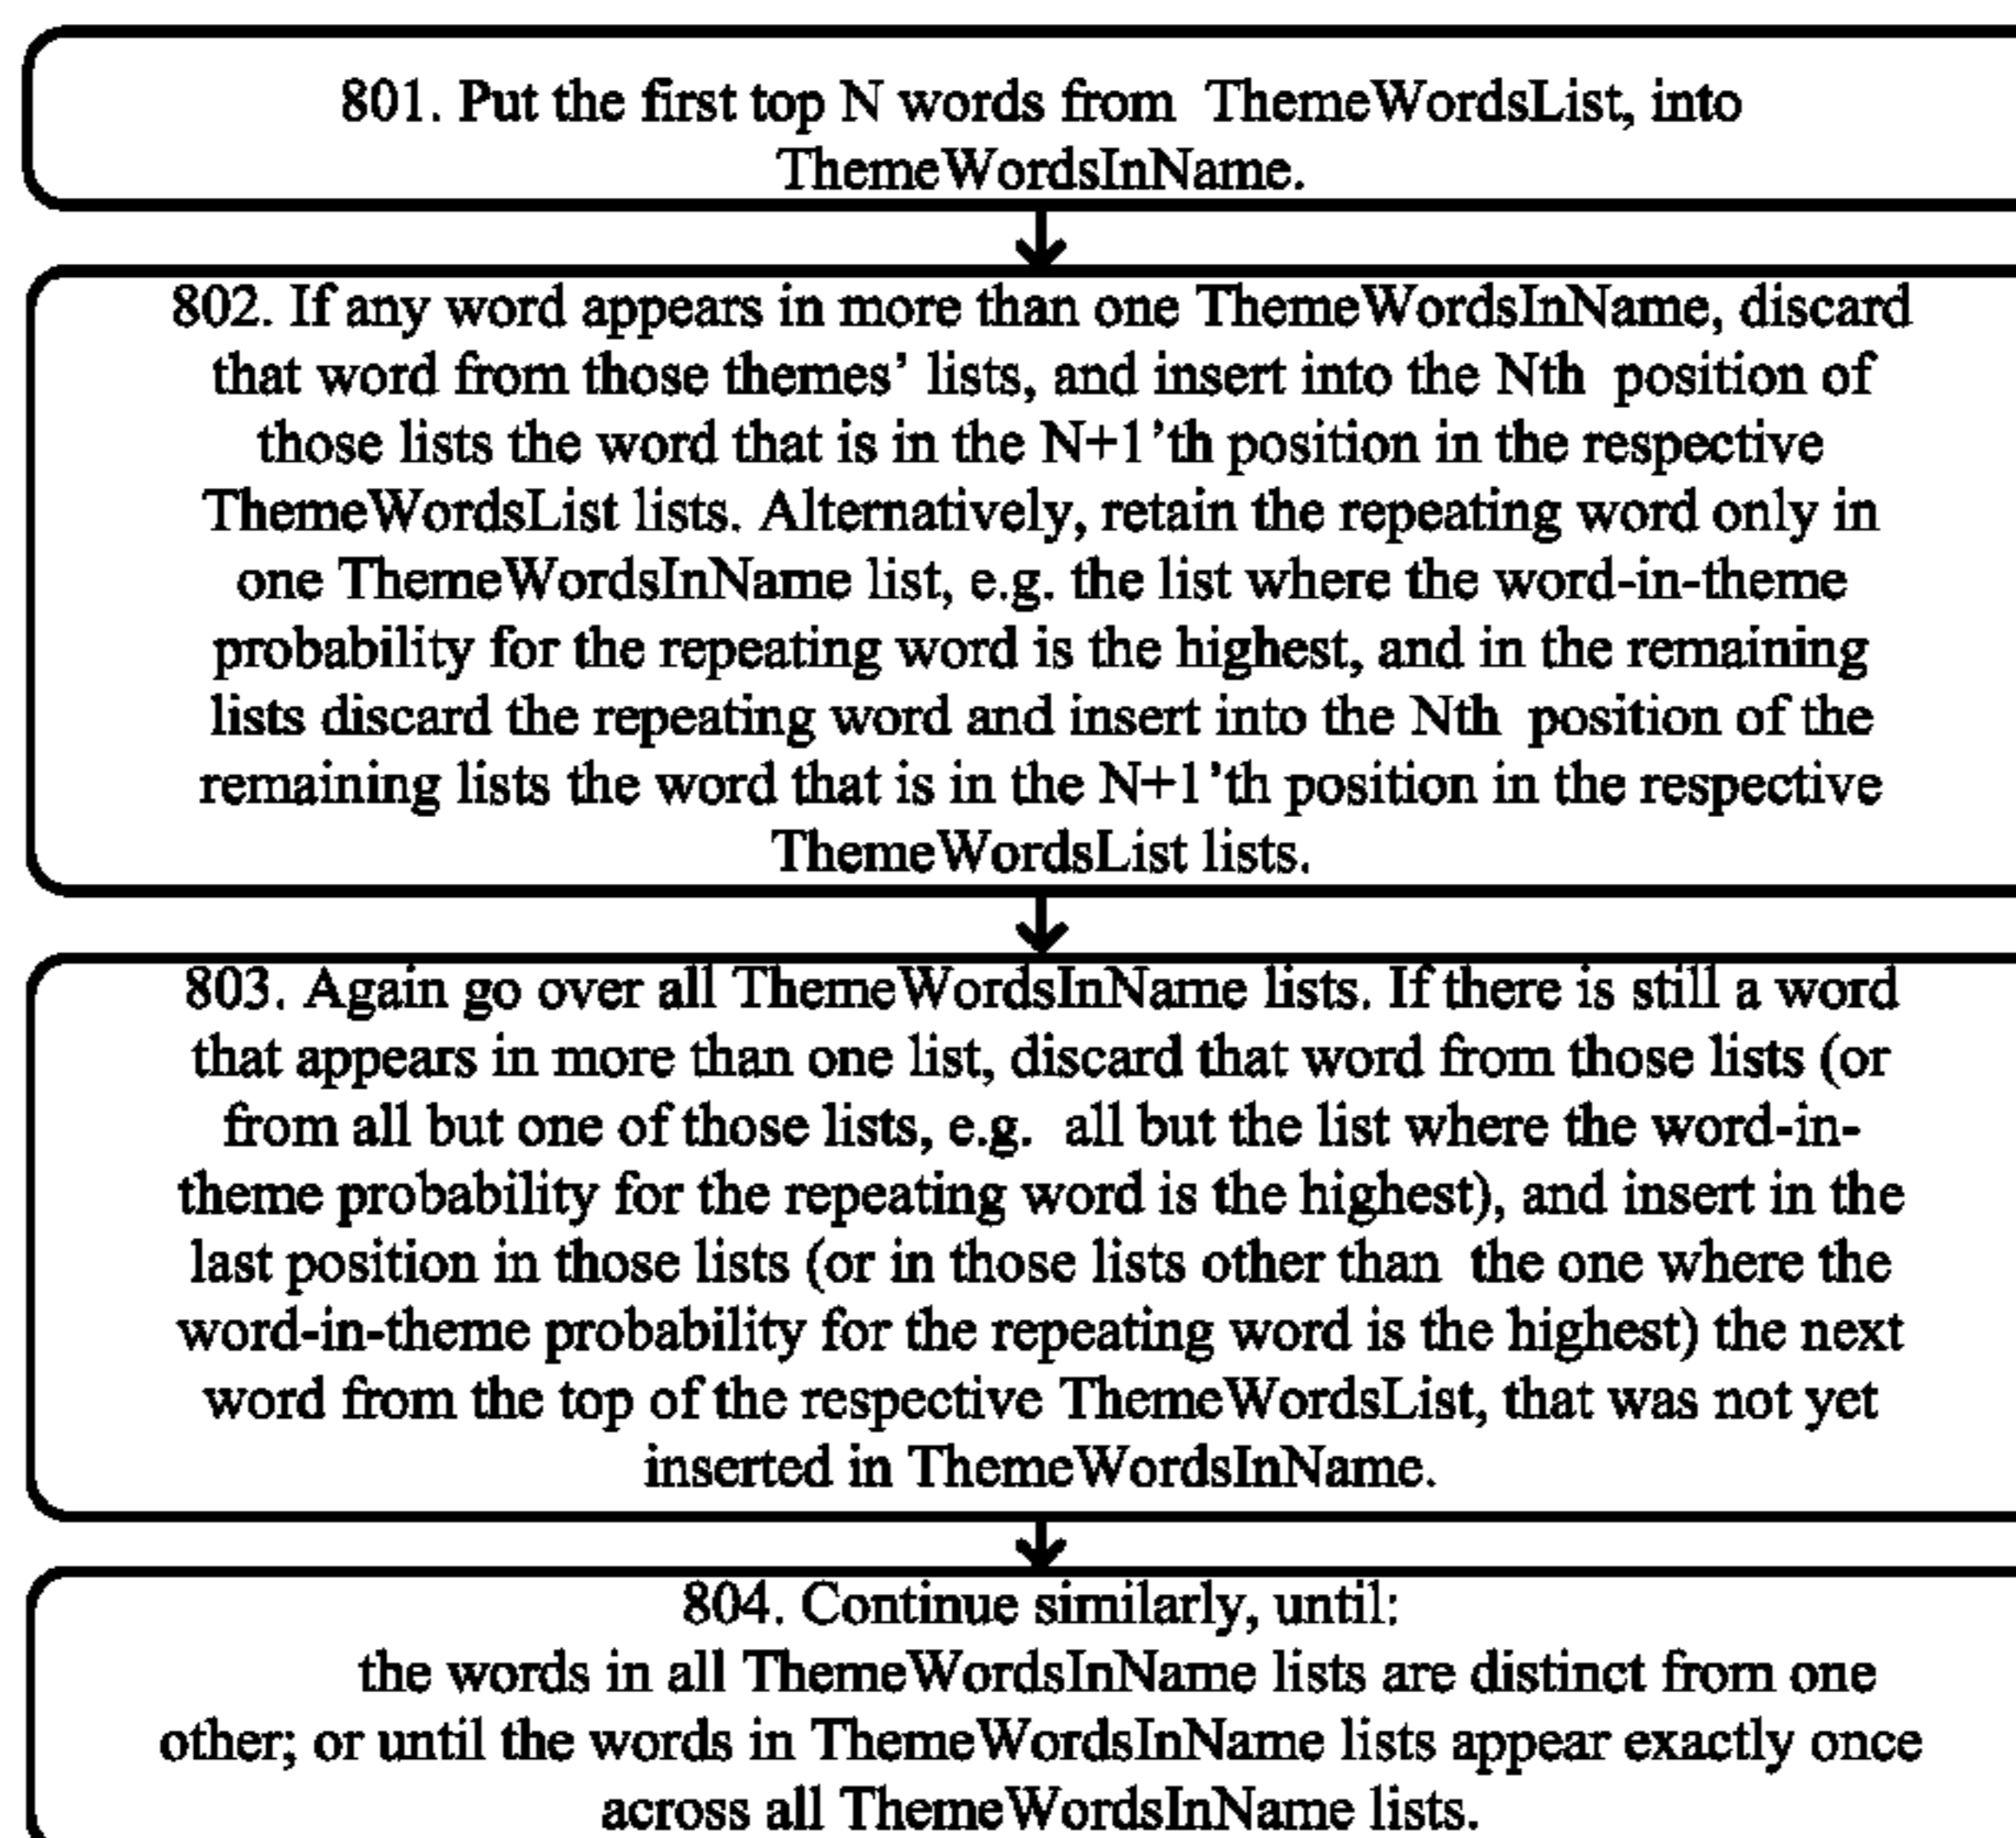 801. Put the first top N words from ThemeWordsList, into
ThemeWordsInName.
802. If any word appears in more than one ThemeWordsInName, discard
that word from those themes’ lists, and insert into the Nth position of
those lists the word that is in the N+1’th position in the respective
ThemeWordsList lists. Alternatively, retain the repeating word only in
one ThemeWordsInName list, e.g. the list where the word-in-theme
probability for the repeating word is the highest, and in the remaining
lists discard the repeating word and insert into the Nth position of the
remaining lists the word that is in the N+1’th position in the respective
ThemeWordsList lists.
803. Again go over all ThemeWordsInName lists. If there is still a word
that appears in more than one list, discard that word from those lists (or
from all but one of those lists, e.g. all but the list where the word-in-
theme probability for the repeating word is the highest), and insert in the
last position in those lists (or in those lists other than the one where the
word-in-theme probability for the repeating word is the highest) the next
word from the top of the respective ThemeWordsList, that was not yet
inserted in ThemeWordsInName.
804. Continue similarly, until:
the words in all ThemeWordsInName lists are distinct from one
other; or until the words in ThemeWordsInName lists appear exactly once
across all ThemeWordsInName lists.